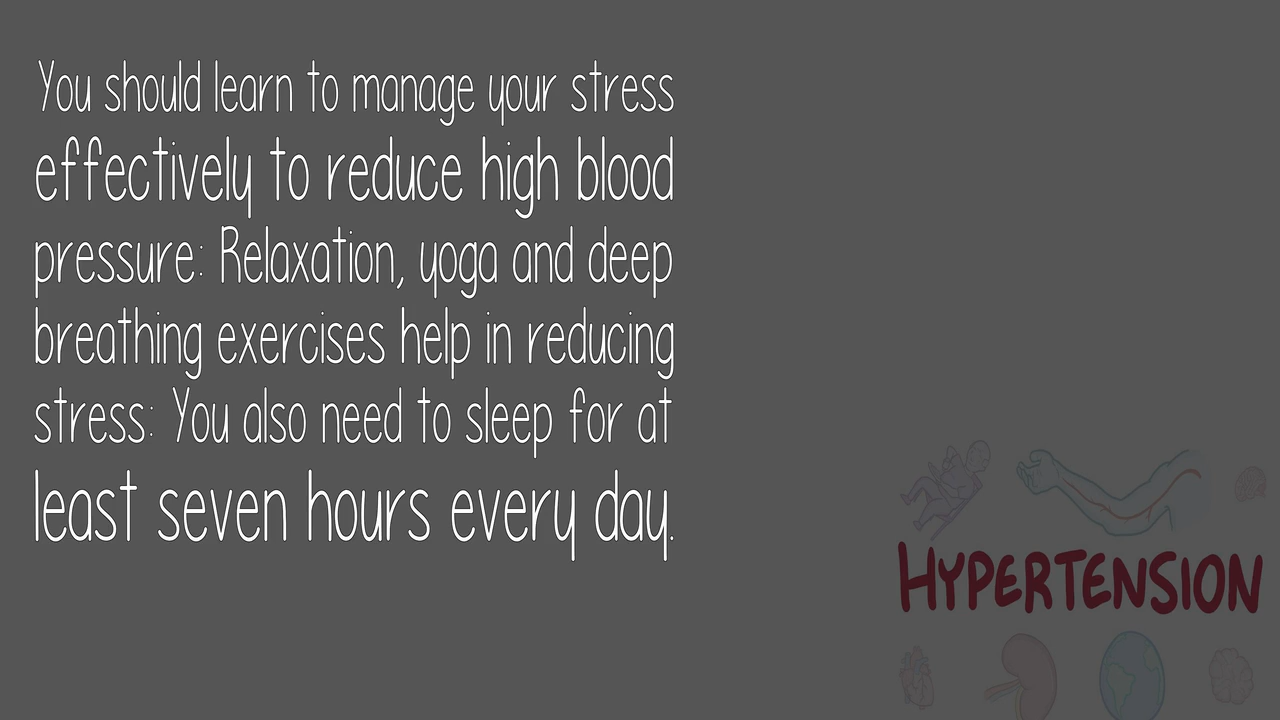 You should learn to manage your stress
effectively to reduce high blood
pressure: Relaxation, yoga and deep
breathing exercises help in reducing
stress: You also need to sleep for at
least seven hours every day.
HYPERTENSION